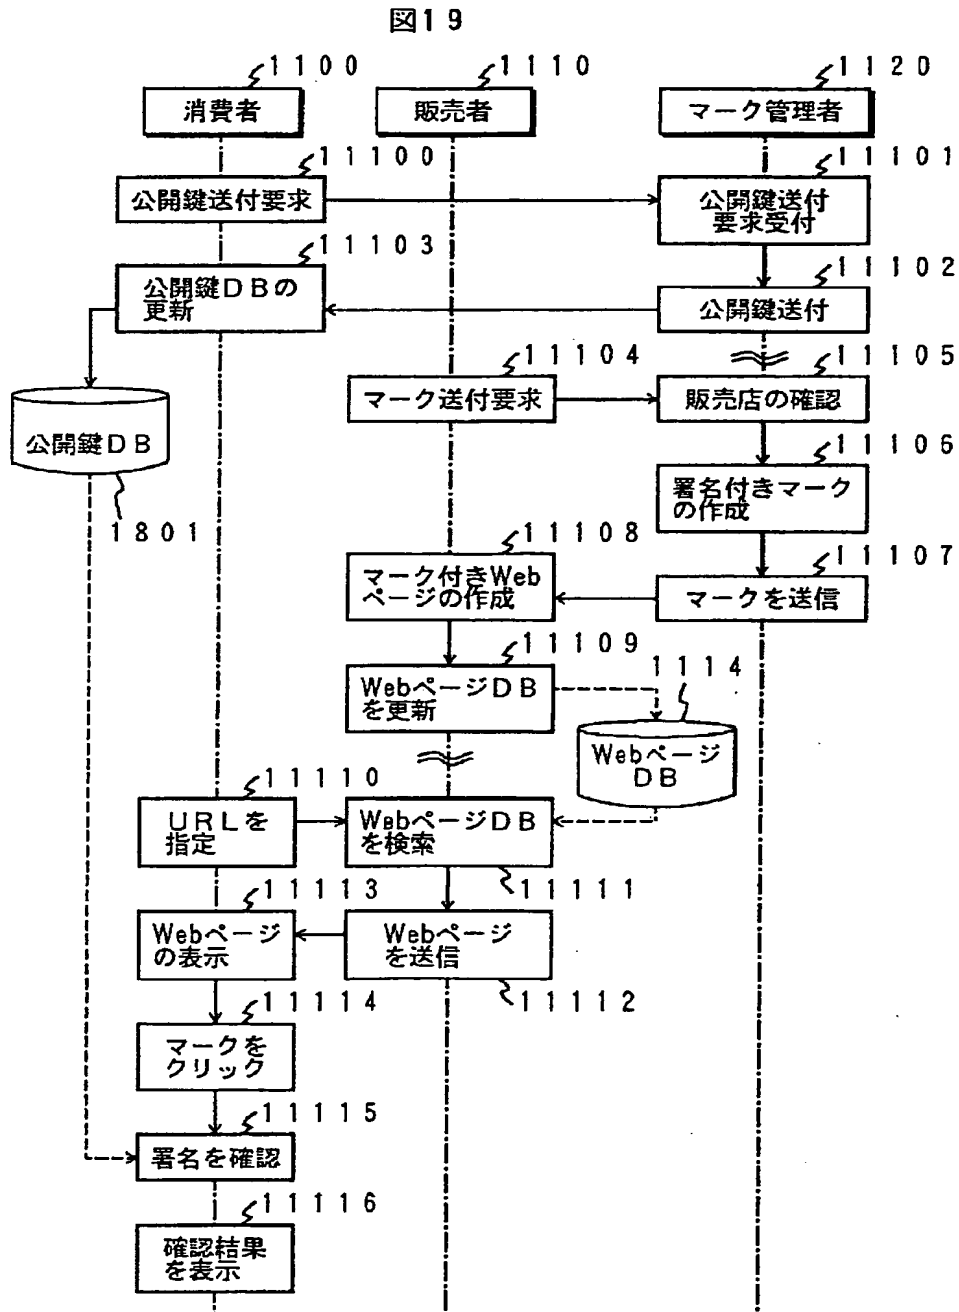 図19
1100
1110
1120
消費者
販売者
マーク管理者
11100
11101
公開鍵送付要求
公開鍵送付
要求受付
11103
11102
公開鍵DBの
更新
公開鍵送付
11104
11105
マーク送付要求
販売店の確認
公開鍵DB
1801
11106
署名付きマーク
の作成
11108
11107
マーク付きWeb
ページの作成
マークを送信
11109
1114
WebページDB
を更新
Webページ
DB
11110
URLを
指定
WebページDB
を検索
11111
11113
Webページ
の表示
Webページ
を送信
11112
11114
マークを
クリック
11115
署名を確認
11116
確認結果
を表示